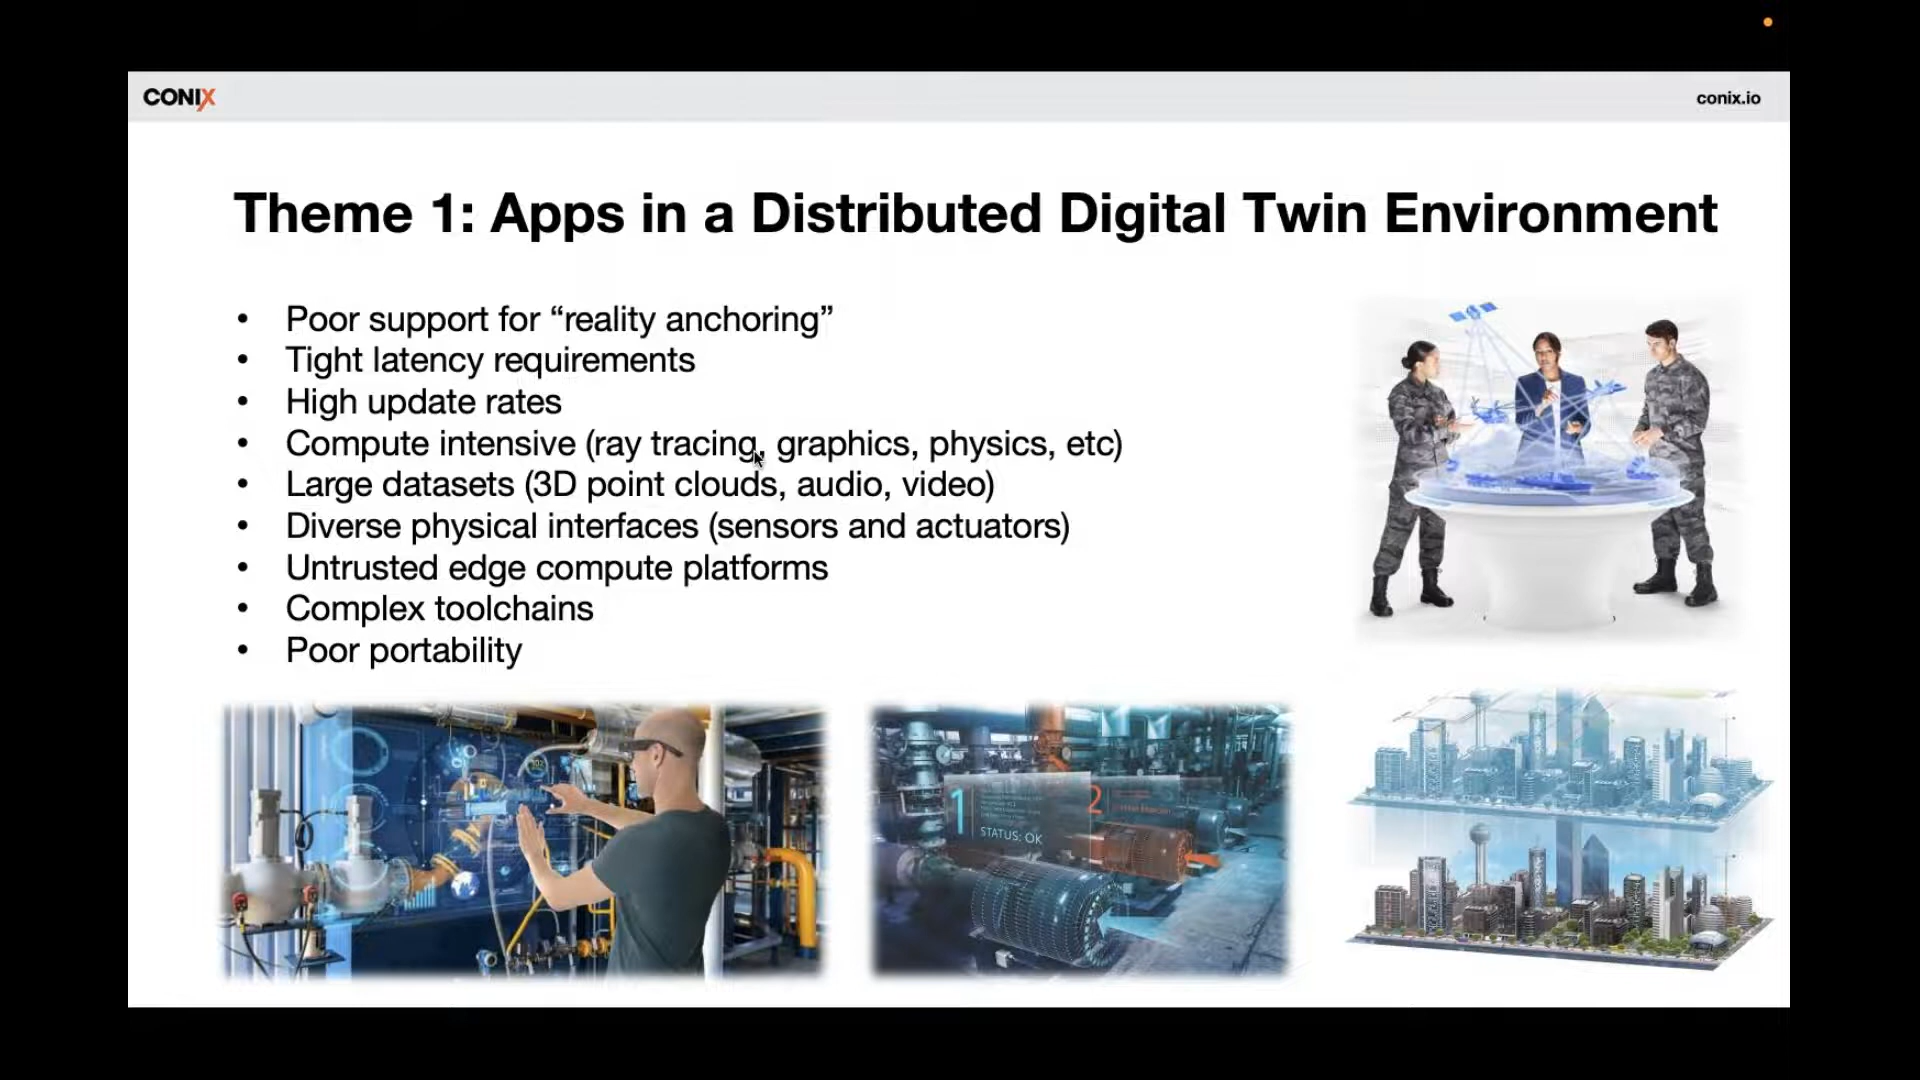 CONIX
conix.io
Theme 1: Apps in a Distributed Digital Twin Environment
• Poor support for “reality anchoring”
• Tight latency requirements
• High update rates
• Compute intensive (ray tracing, graphics, physics, etc)
• Large datasets (3D point clouds, audio, video)
• Diverse physical interfaces (sensors and actuators)
• Untrusted edge compute platforms
• Complex toolchains
• Poor portability
1
STATUS: OK
2